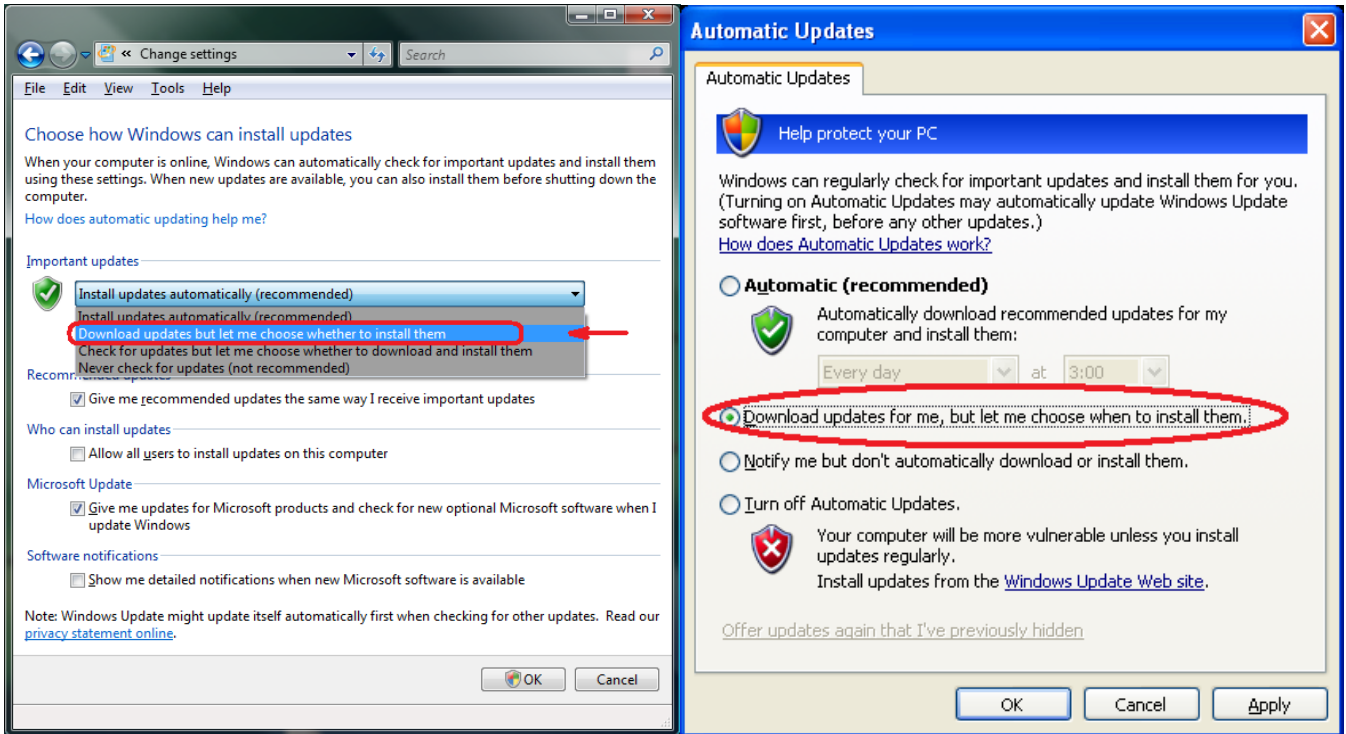 Change settings
Search
File Edit View Tools Help
Choose how Windows can install updates
When your computer is online, Windows can automatically check for important updates and install them
using these settings. When new updates are available, you can also install them before shutting down the
computer.
How does automatic updating help me?
Important updates
Install updates automatically (recommended)
Install updates automatically (recommended)
Download updates but let me choose whether to install them
Check for updates but let me choose whether to download and install them
Never check for updates (not recommended)
Give me recommended updates the same way I receive important updates
Who can install updates
Allow all users to install updates on this computer
Microsoft Update
Give me updates for Microsoft products and check for new optional Microsoft software when I
update Windows
Software notifications
Show me detailed notifications when new Microsoft software is available
Note: Windows Update might update itself automatically first when checking for other updates. Read our
privacy statement online.
OK Cancel
Automatic Updates
Automatic Updates
Help protect your PC
Windows can regularly check for important updates and install them for you.
(Turning on Automatic Updates may automatically update Windows Update
software first, before any other updates.)
How does Automatic Updates work?
Automatic (recommended)
Automatically download recommended updates for my
computer and install them:
Every day at 3:00
Download updates for me, but let me choose when to install them.
Notify me but don't automatically download or install them.
Turn off Automatic Updates.
Your computer will be more vulnerable unless you install
updates regularly.
Install updates from the Windows Update Web site.
Offer updates again that I've previously hidden
OK Cancel Apply